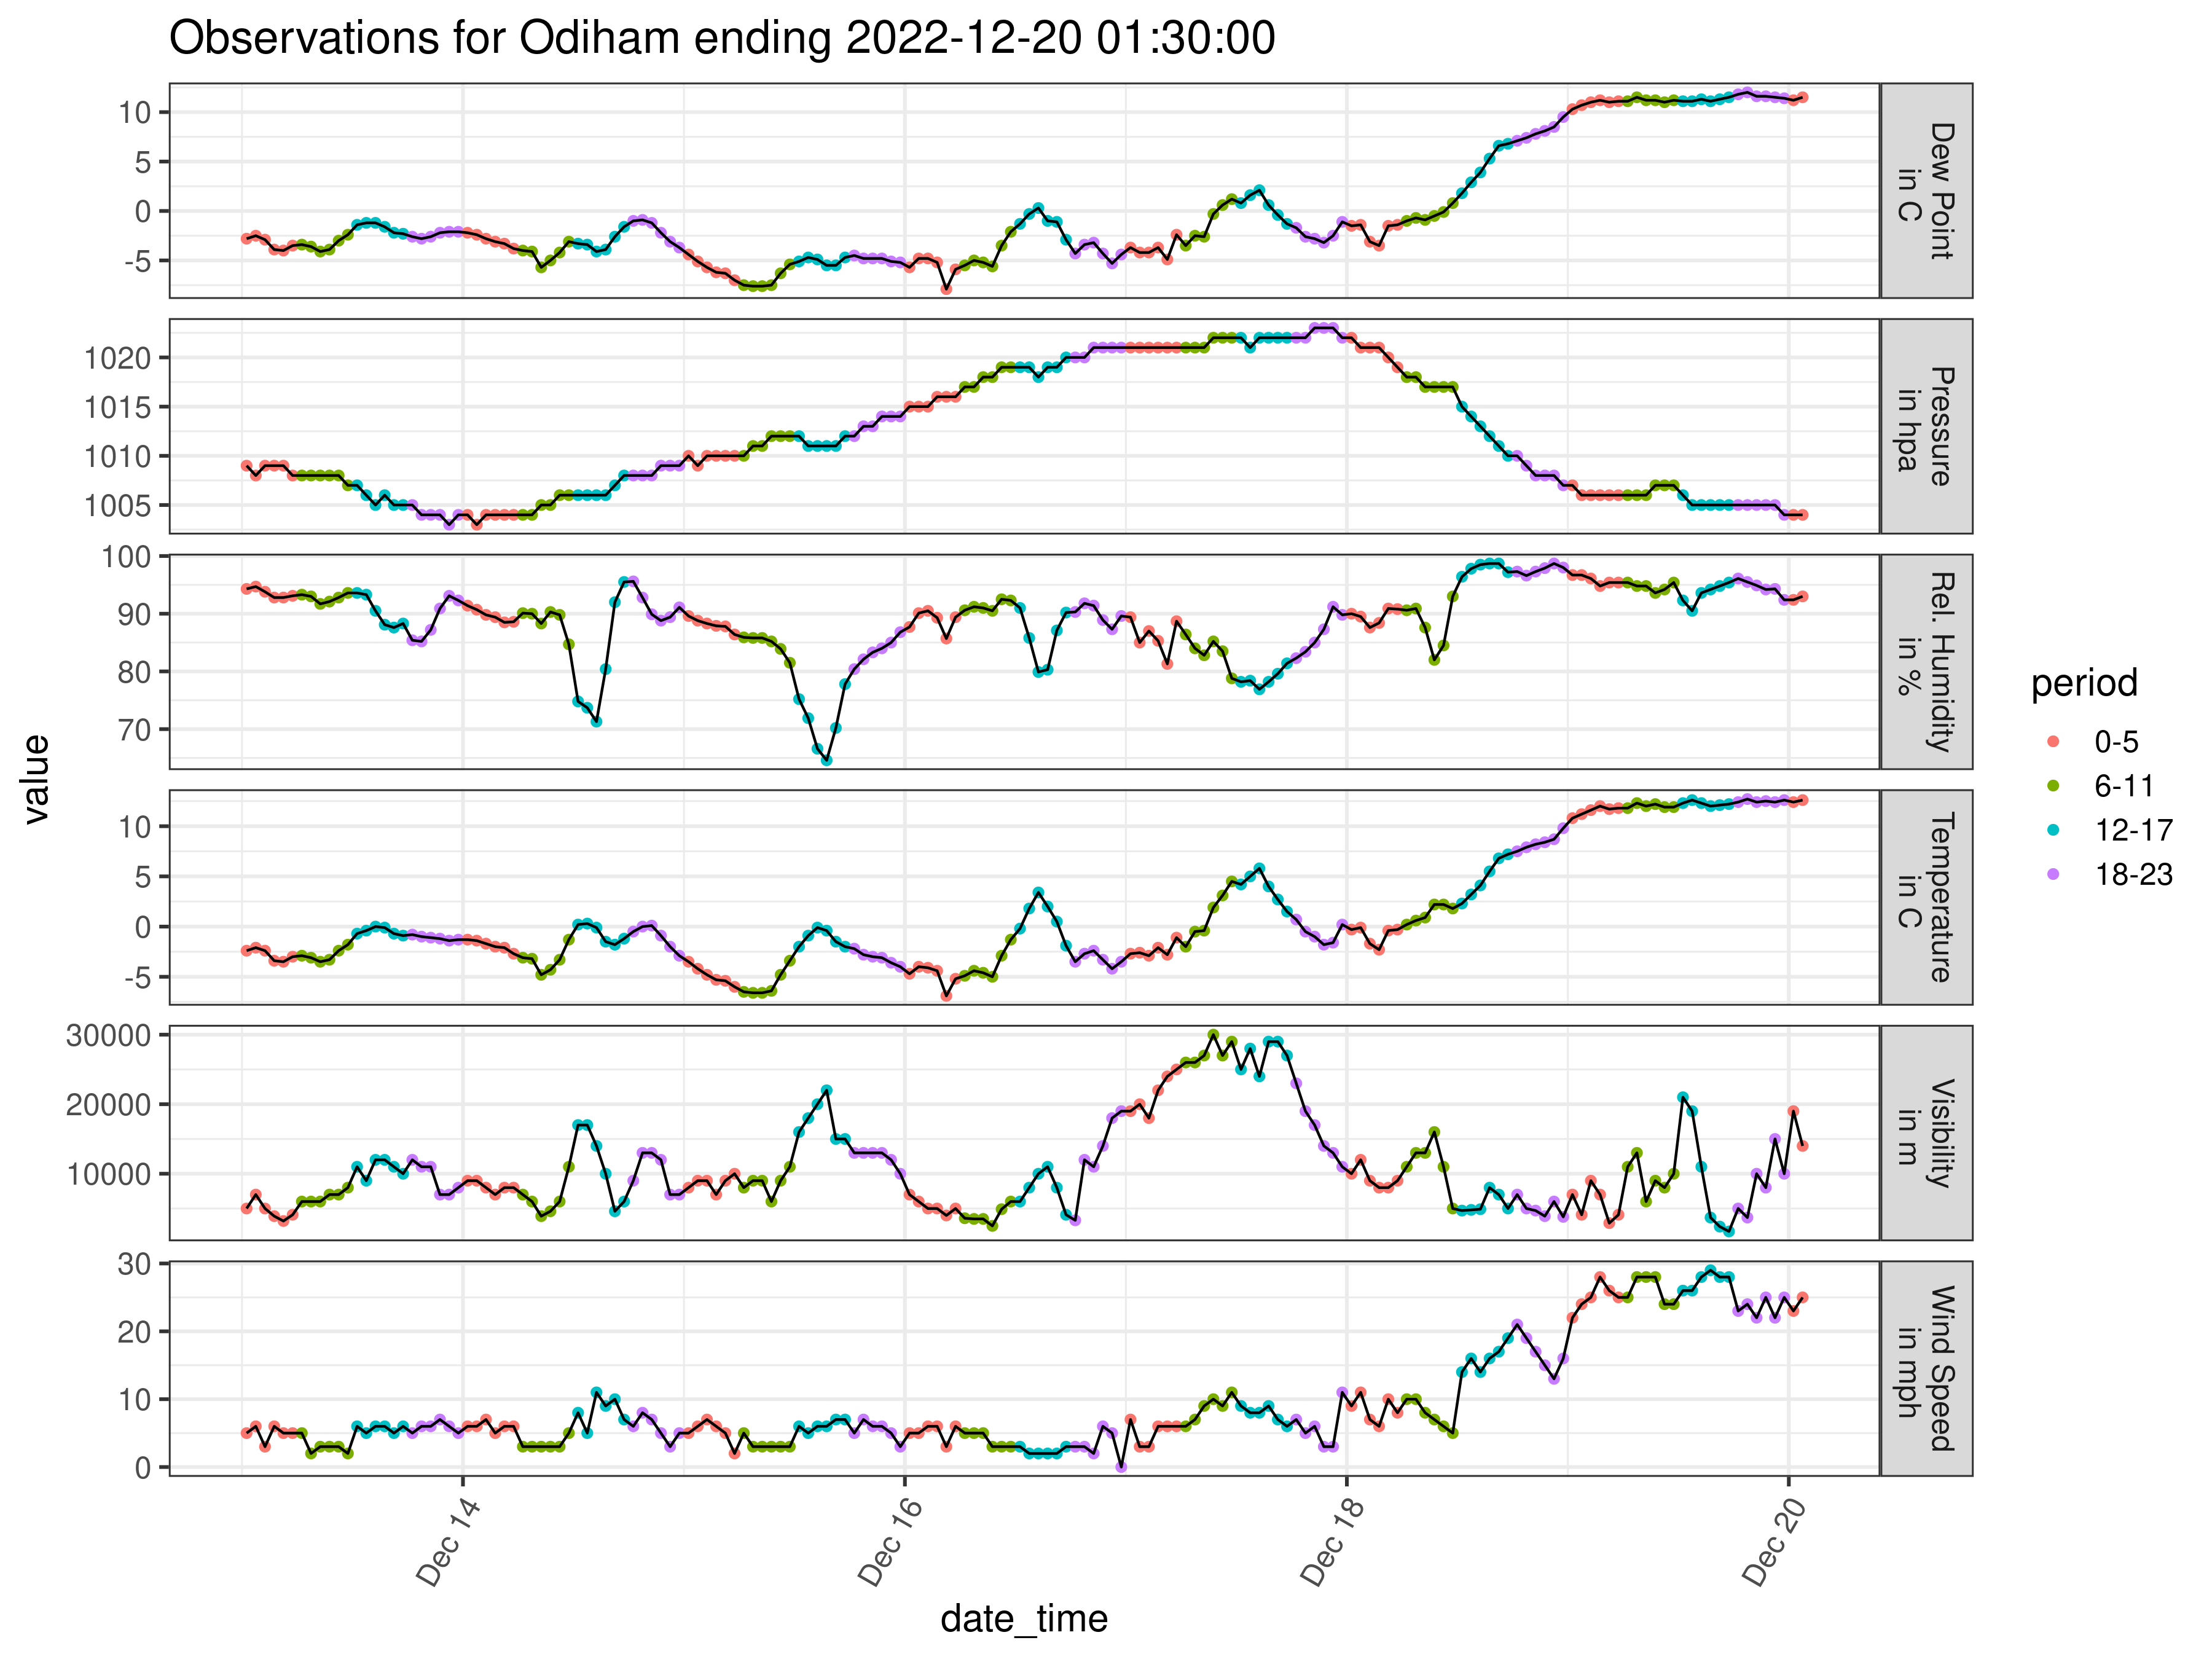 Observations for Odiham ending 2022-12-20 01:30:00
value
10
5
0
-5
Dew Point
in C
1020
1015
1010
1005
Pressure
in hpa
100
90
80
70
Rel. Humidity
in %
10
5
0
-5
Temperature
in C
30000
20000
10000
Visibility
in m
30
20
10
0
Wind Speed
in mph
Dec 14
Dec 16
Dec 18
Dec 20
date_time
period
0-5
6-11
12-17
18-23